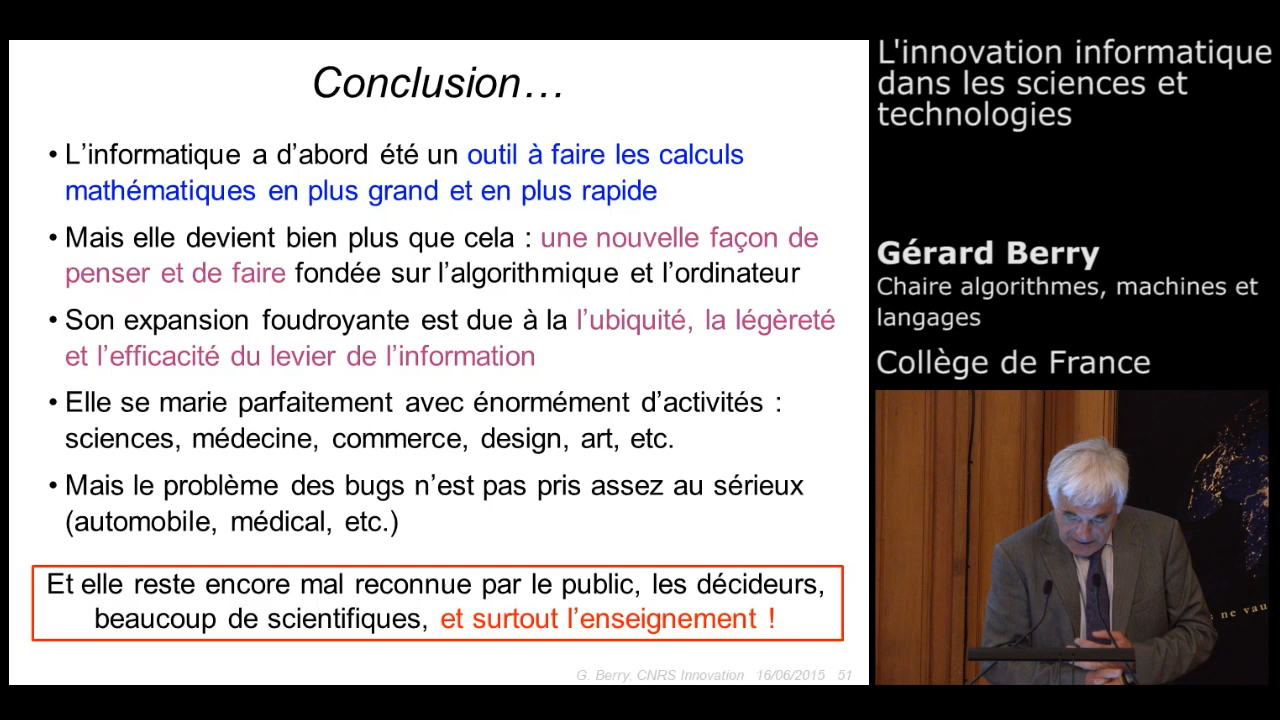 Conclusion…
• L’informatique a d’abord été un outil à faire les calculs
mathématiques en plus grand et en plus rapide
• Mais elle devient bien plus que cela : une nouvelle façon de
penser et de faire fondée sur l’algorithmique et l’ordinateur
• Son expansion foudroyante est due à la l’ubiquité, la légèreté
et l’efficacité du levier de l’information
• Elle se marie parfaitement avec énormément d’activités :
sciences, médecine, commerce, design, art, etc.
• Mais le problème des bugs n’est pas pris assez au sérieux
(automobile, médical, etc.)
Et elle reste encore mal reconnue par le public, les décideurs,
beaucoup de scientifiques, et surtout l’enseignement !
G. Berry, CNRS Innovation 16/06/2015 51
L'innovation informatique
dans les sciences et
technologies
Gérard Berry
Chaire algorithmes, machines et
langages
Collège de France
ne vau